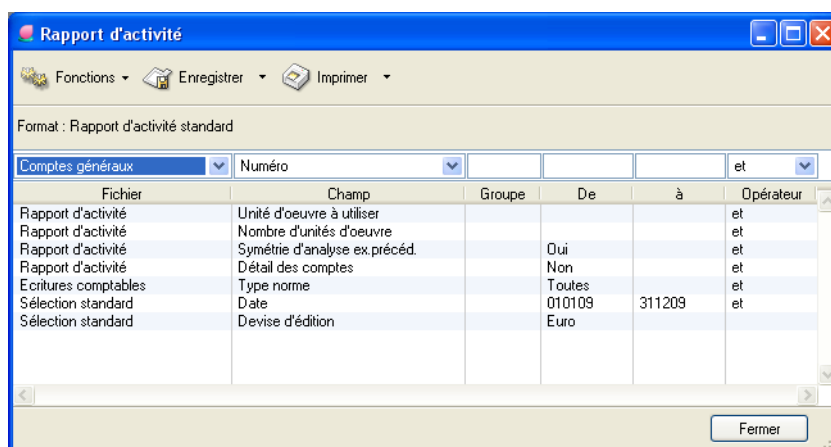 Rapport d'activité
Fonctions Enregistrer Imprimer
Format : Rapport d'activité standard
Comptes généraux Numéro et
Fichier Champ Groupe De à Opérateur
Rapport d'activité Unité d'oeuvre à utiliser et
Rapport d'activité Nombre d'unités d'oeuvre et
Rapport d'activité Symétrie d'analyse ex.précéd. Oui et
Rapport d'activité Détail des comptes Non et
Ecritures comptables Type norme Toutes et
Sélection standard Date 010109 311209 et
Sélection standard Devise d'édition Euro
Fermer